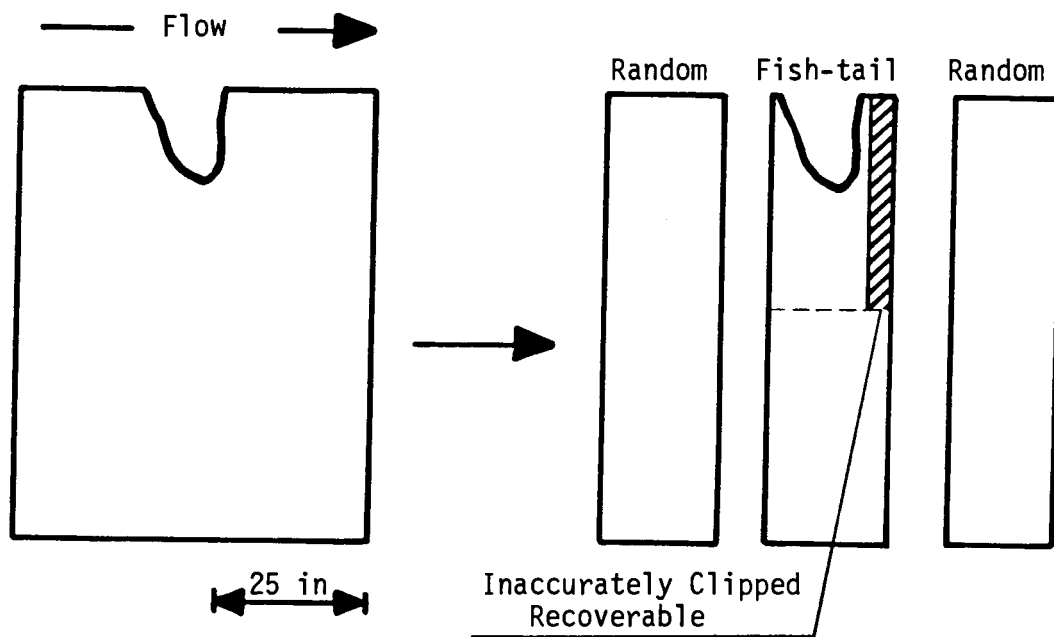 Flow
Random
Fish-tail
Random
25 in
Inaccurately Clipped
Recoverable